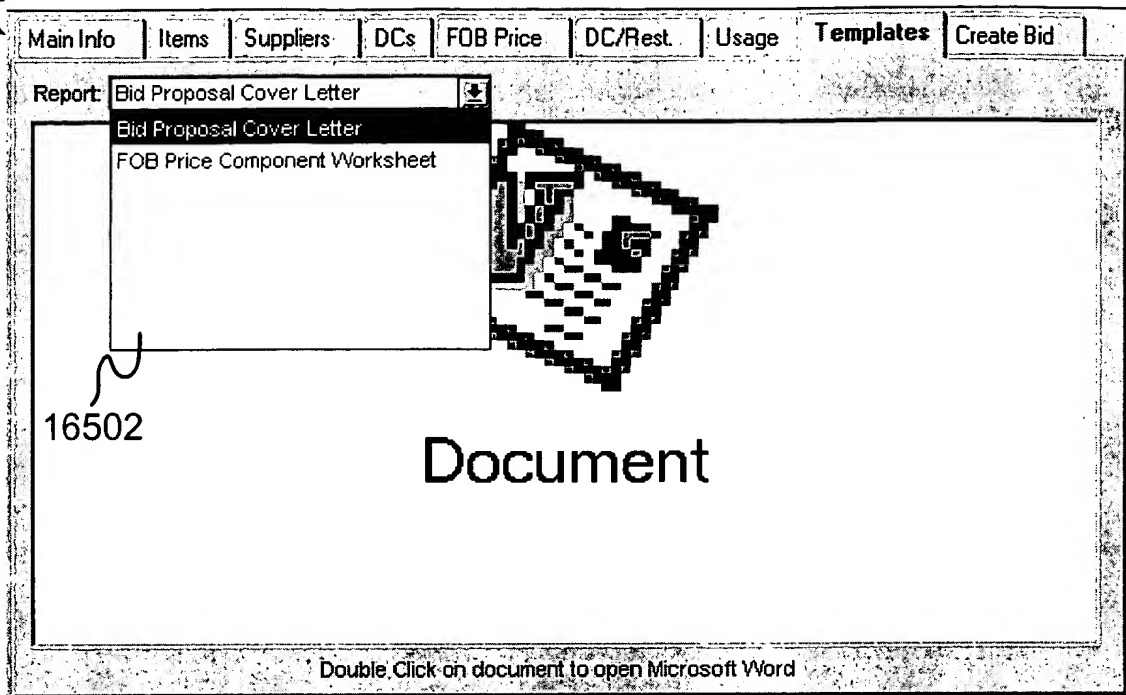 Main Info Items Suppliers DCs FOB Price DC/Rest. Usage Templates Create Bid
Report: Bid Proposal Cover Letter
Bid Proposal Cover Letter
FOB Price Component Worksheet
16502
Document
Double Click on document to open Microsoft Word